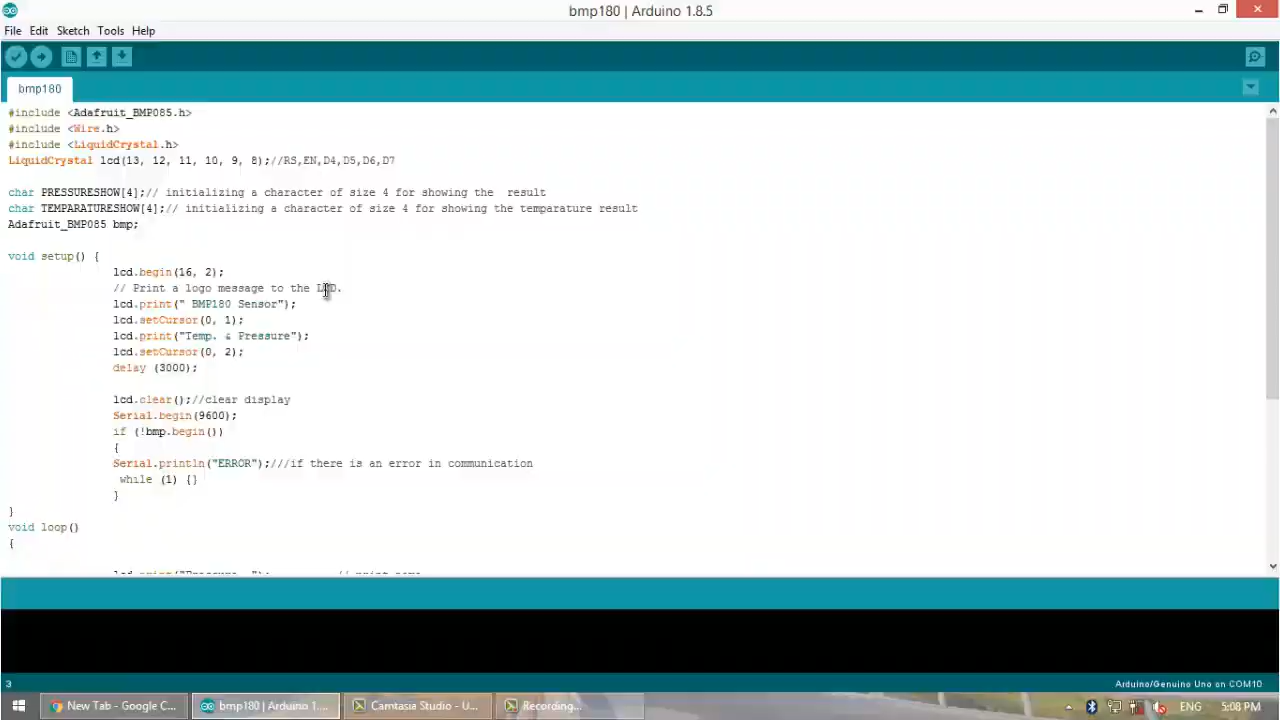 bmp180 | Arduino 1.8.5
File Edit Sketch Tools Help
bmp180
#include <Adafruit_BMP085.h>
#include <Wire.h>
#include <LiquidCrystal.h>
LiquidCrystal lcd(13, 12, 11, 10, 9, 8);//RS,EN,D4,D5,D6,D7
char PRESSURESHOW[4];// initializing a character of size 4 for showing the  result
char TEMPARATURESHOW[4];// initializing a character of size 4 for showing the temparature result
Adafruit_BMP085 bmp;
void setup() {
lcd.begin(16, 2);
// Print a logo message to the LCD.
lcd.print(" BMP180 Sensor");
lcd.setCursor(0, 1);
lcd.print("Temp. & Pressure");
lcd.setCursor(0, 2);
delay (3000);
lcd.clear();//clear display
Serial.begin(9600);
if (!bmp.begin())
{
Serial.println("ERROR");///if there is an error in communication
while (1) {}
}
}
void loop()
{
3
Arduino/Genuino Uno on COM10
New Tab - Google C...
bmp180 | Arduino 1....
Camtasia Studio - U...
Recording...
ENG
5:08 PM